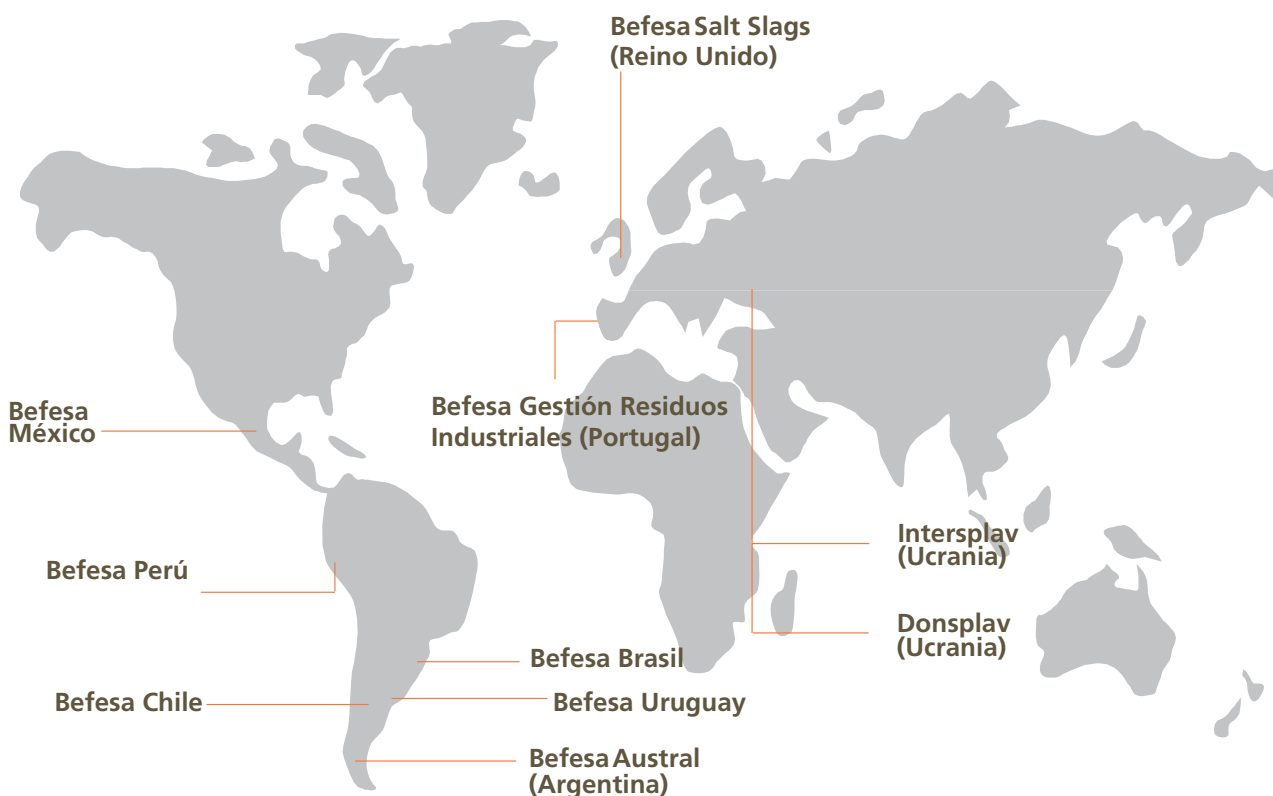 Befesa Salt Slags
(Reino Unido)
Befesa
México
Befesa Gestión Residuos
Industriales (Portugal)
Intersplav
(Ucrania)
Befesa Perú
Donsplav
(Ucrania)
Befesa Brasil
Befesa Chile
Befesa Uruguay
Befesa Austral
(Argentina)